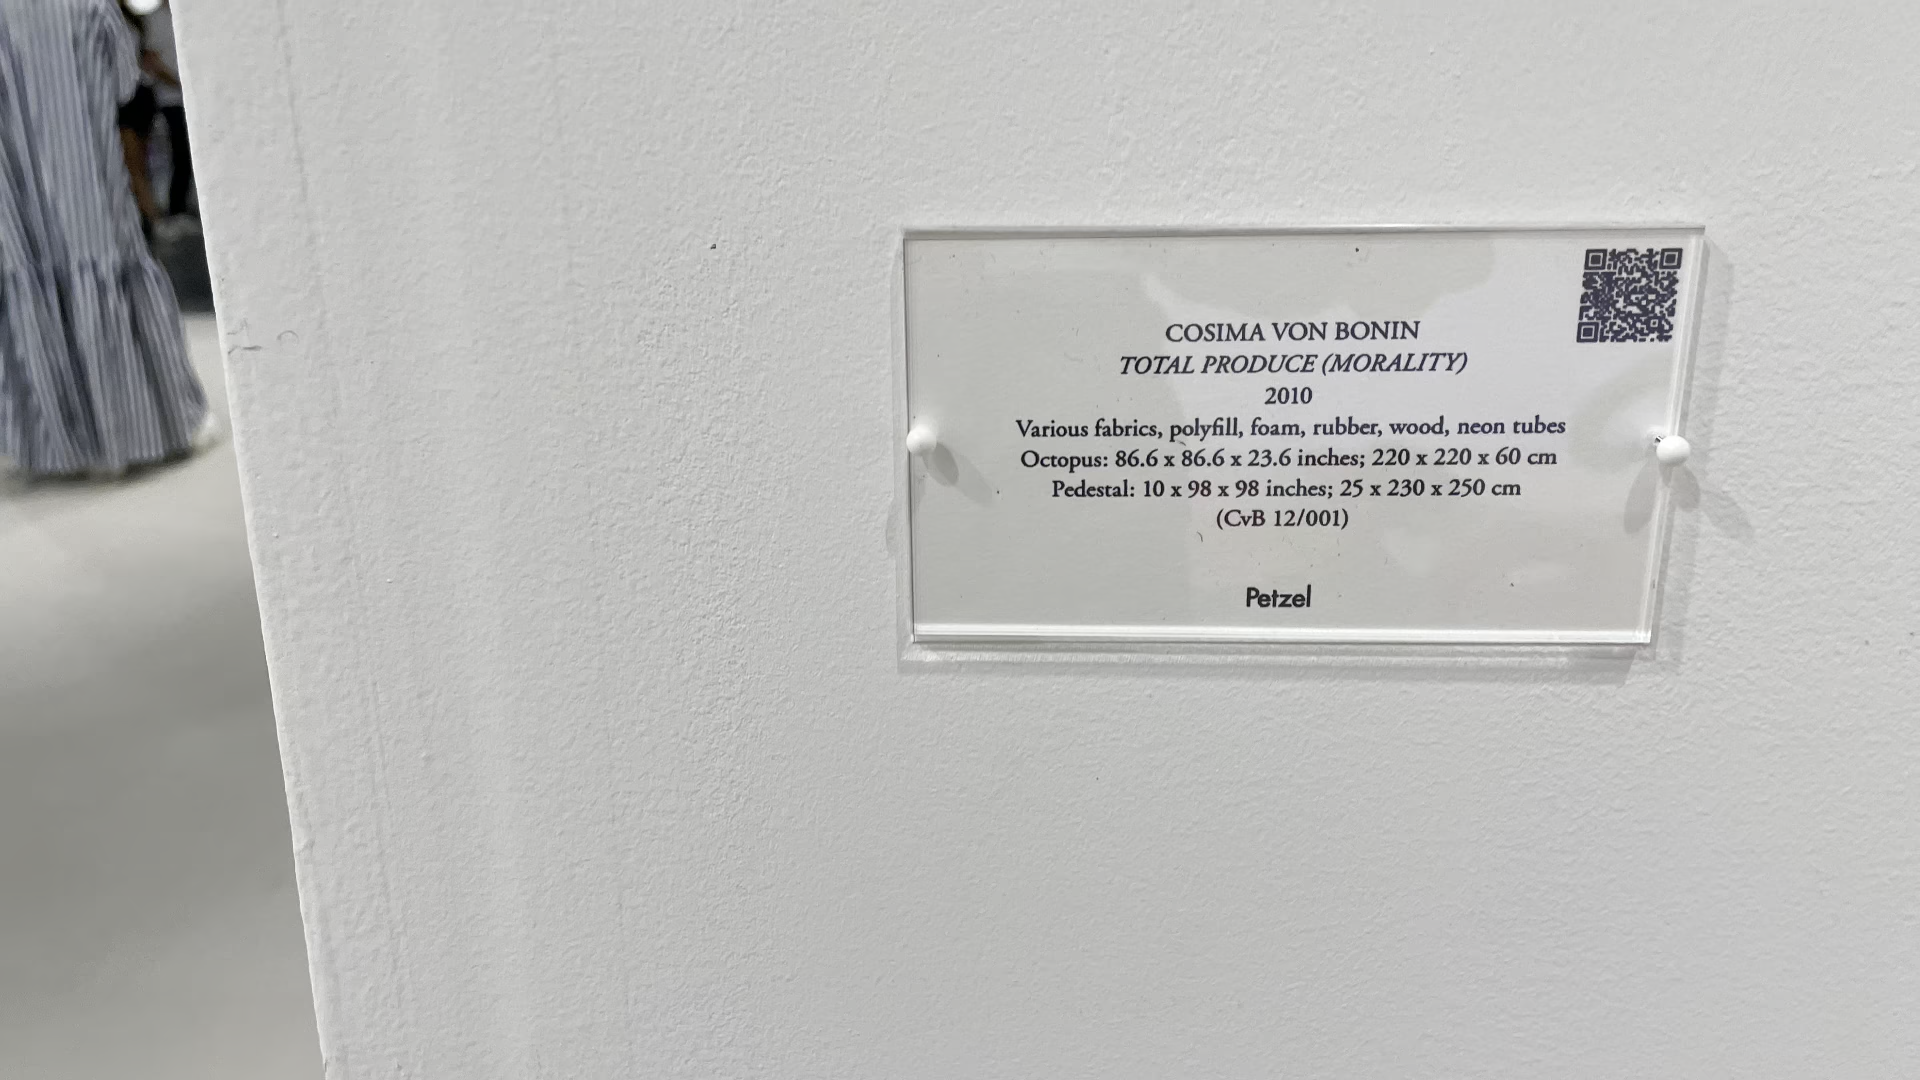 COSIMA VON BONIN
TOTAL PRODUCE (MORALITY)
2010
Various fabrics, polyfill, foam, rubber, wood, neon tubes
Octopus: 86.6 x 86.6 x 23.6 inches; 220 x 220 x 60 cm
Pedestal: 10 x 98 x 98 inches; 25 x 230 x 250 cm
(CvB 12/001)
Petzel